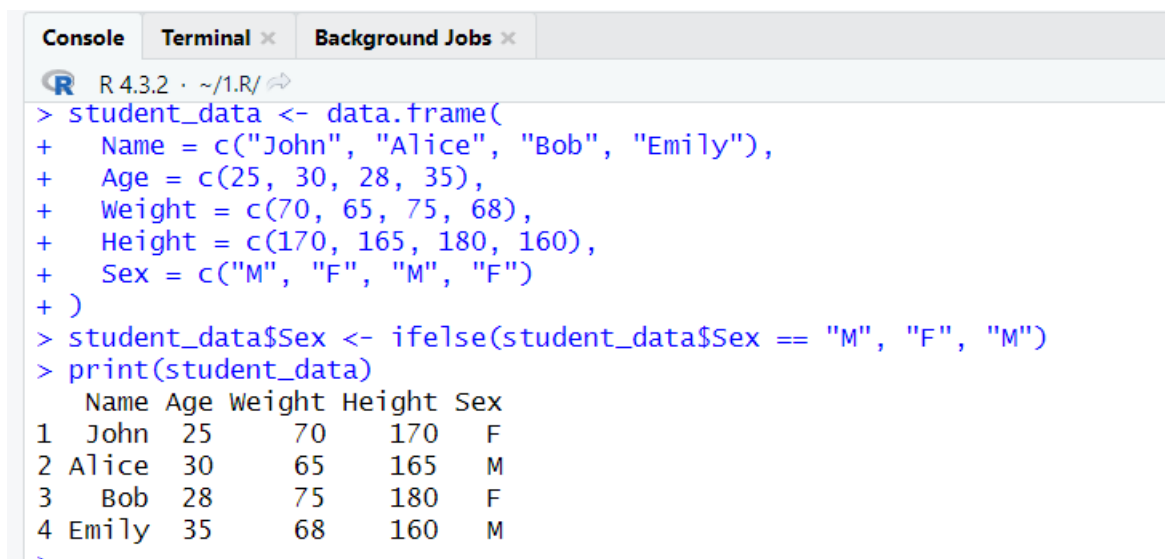 Console Terminal × Background Jobs ×
R R 4.3.2 · ~/1.R/
> student_data <- data.frame(
+   Name = c("John", "Alice", "Bob", "Emily"),
+   Age = c(25, 30, 28, 35),
+   Weight = c(70, 65, 75, 68),
+   Height = c(170, 165, 180, 160),
+   Sex = c("M", "F", "M", "F")
+ )
> student_data$Sex <- ifelse(student_data$Sex == "M", "F", "M")
> print(student_data)
   Name Age Weight Height Sex
1  John  25     70    170   F
2 Alice  30     65    165   M
3   Bob  28     75    180   F
4 Emily  35     68    160   M
>